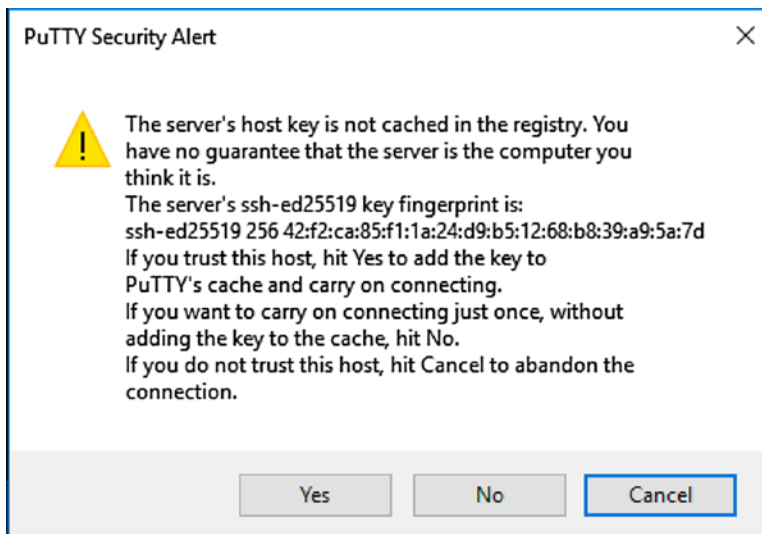 PuTTY Security Alert
The server's host key is not cached in the registry. You
have no guarantee that the server is the computer you
think it is.
The server's ssh-ed25519 key fingerprint is:
ssh-ed25519 256 42:f2:ca:85:f1:1a:24:d9:b5:12:68:b8:39:a9:5a:7d
If you trust this host, hit Yes to add the key to
PuTTY's cache and carry on connecting.
If you want to carry on connecting just once, without
adding the key to the cache, hit No.
If you do not trust this host, hit Cancel to abandon the
connection.
Yes No Cancel